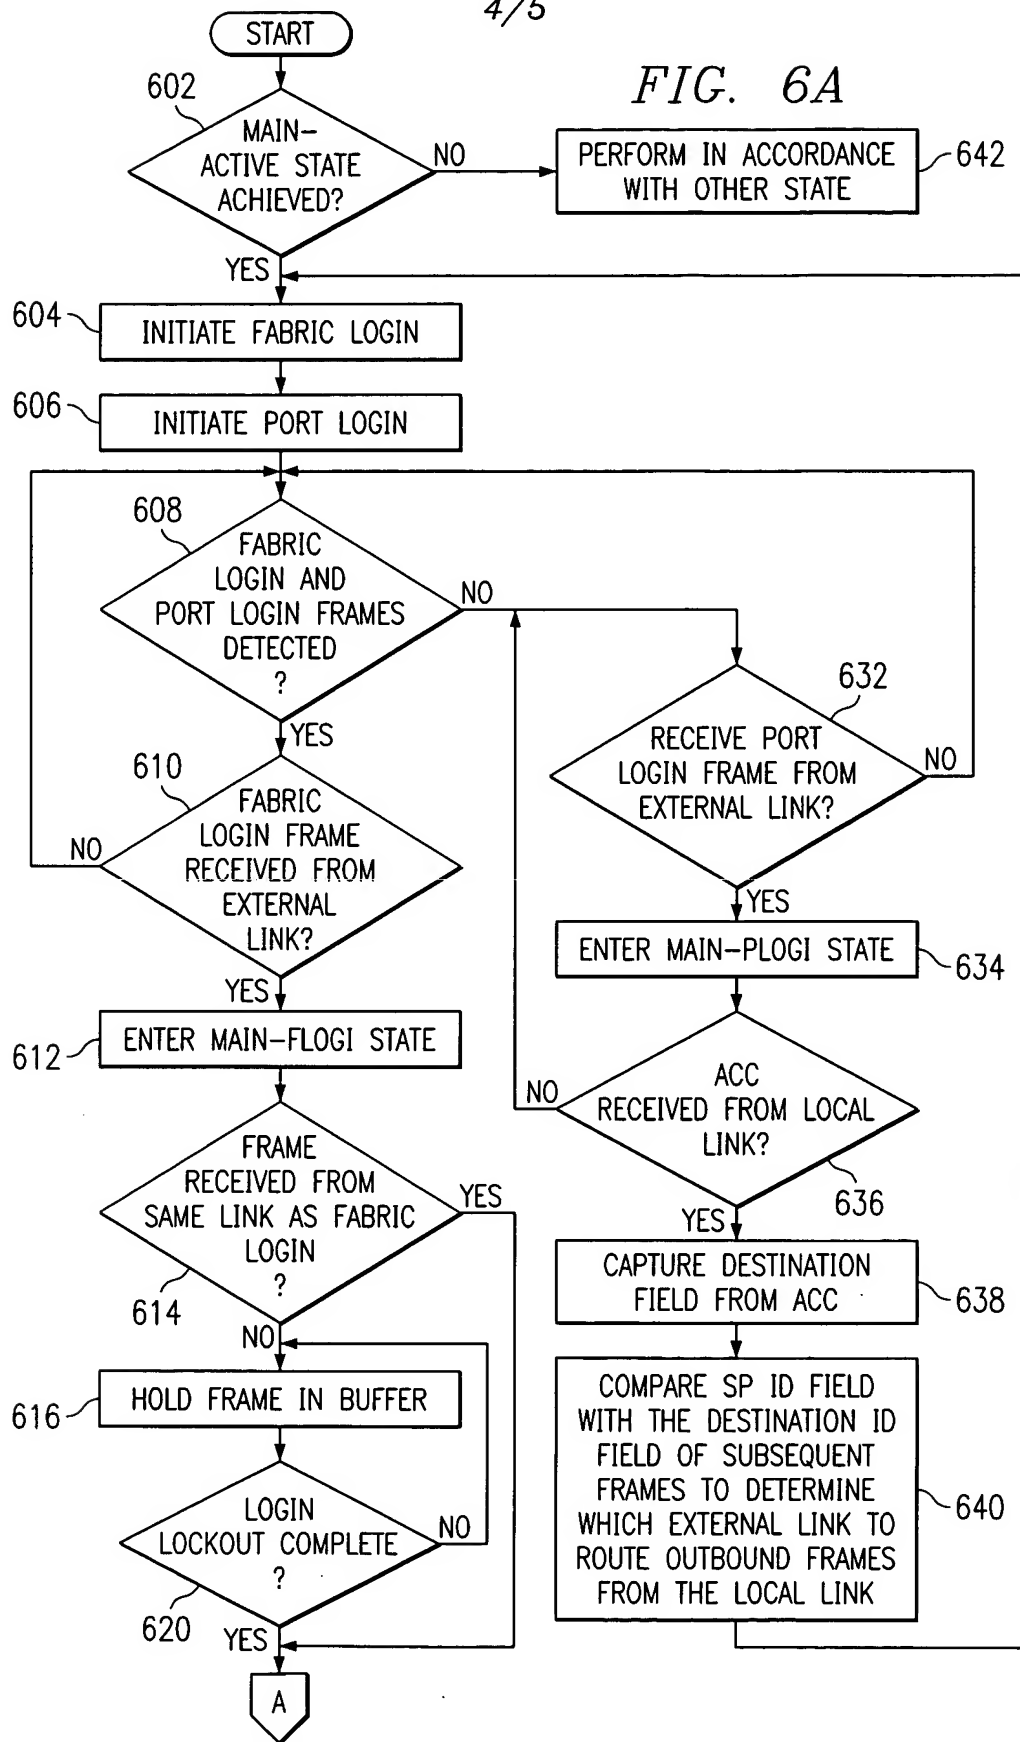 4/5
START
FIG. 6A
602
MAIN-
ACTIVE STATE
ACHIEVED?
NO
PERFORM IN ACCORDANCE
WITH OTHER STATE
642
YES
604
INITIATE FABRIC LOGIN
606
INITIATE PORT LOGIN
608
FABRIC
LOGIN AND
PORT LOGIN FRAMES
DETECTED
?
NO
YES
610
FABRIC
LOGIN FRAME
RECEIVED FROM
EXTERNAL
LINK?
NO
YES
612
ENTER MAIN-FLOGI STATE
FRAME
RECEIVED FROM
SAME LINK AS FABRIC
LOGIN
?
YES
614
NO
616
HOLD FRAME IN BUFFER
LOGIN
LOCKOUT COMPLETE
?
NO
620
YES
A
632
RECEIVE PORT
LOGIN FRAME FROM
EXTERNAL LINK?
NO
YES
ENTER MAIN-PLOGI STATE
634
ACC
RECEIVED FROM LOCAL
LINK?
NO
636
YES
CAPTURE DESTINATION
FIELD FROM ACC
638
COMPARE SP ID FIELD
WITH THE DESTINATION ID
FIELD OF SUBSEQUENT
FRAMES TO DETERMINE
WHICH EXTERNAL LINK TO
ROUTE OUTBOUND FRAMES
FROM THE LOCAL LINK
640